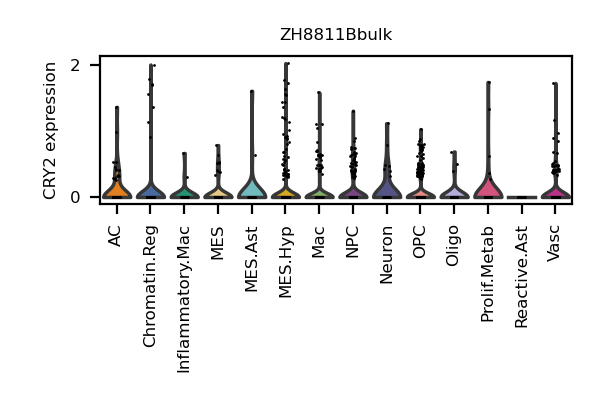 ZH8811Bbulk
CRY2 expression
2
0
AC
Chromatin.Reg
Inflammatory.Mac
MES
MES.Ast
MES.Hyp
Mac
NPC
Neuron
OPC
Oligo
Prolif.Metab
Reactive.Ast
Vasc